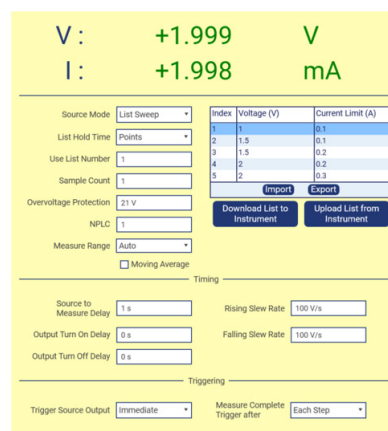 V : +1.999 V
I : +1.998 mA
Source Mode List Sweep
List Hold Time Points
Use List Number 1
Sample Count 1
Overvoltage Protection 21 V
NPLC 1
Measure Range Auto
Moving Average
Index Voltage (V) Current Limit (A)
1 1 0.1
2 1.5 0.1
3 1.5 0.2
4 2 0.2
5 2 0.3
Import Export
Download List to
Instrument
Upload List from
Instrument
Timing
Source to
Measure Delay 1 s
Output Turn On Delay 0 s
Output Turn Off Delay 0 s
Rising Slew Rate 100 V/s
Falling Slew Rate 100 V/s
Triggering
Trigger Source Output Immediate
Measure Complete
Trigger after Each Step